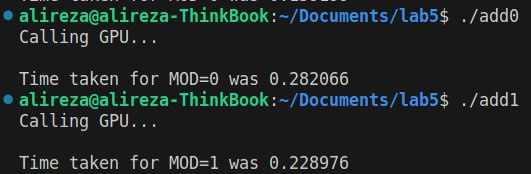 alireza@alireza-ThinkBook:~/Documents/lab5$ ./add0
Calling GPU...
Time taken for MOD=0 was 0.282066
alireza@alireza-ThinkBook:~/Documents/lab5$ ./add1
Calling GPU...
Time taken for MOD=1 was 0.228976